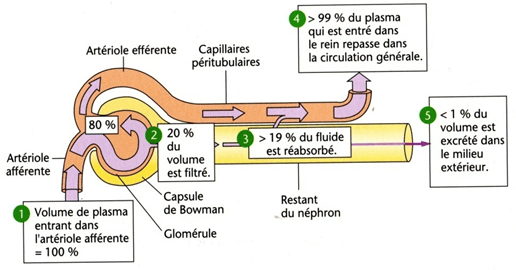 Artériole efférente
Capillaires
péritubulaires
4 > 99 % du plasma
qui est entré dans
le rein repasse dans
la circulation générale.
80 %
2 20 %
du
volume
est filtré.
3 > 19 % du fluide
est réabsorbé.
5 < 1 % du
volume est
excrété dans
le milieu
extérieur.
Artériole
afférente
Capsule
de Bowman
Glomérule
Restant
du néphron
1 Volume de plasma
entrant dans
l'artériole afférente
= 100 %